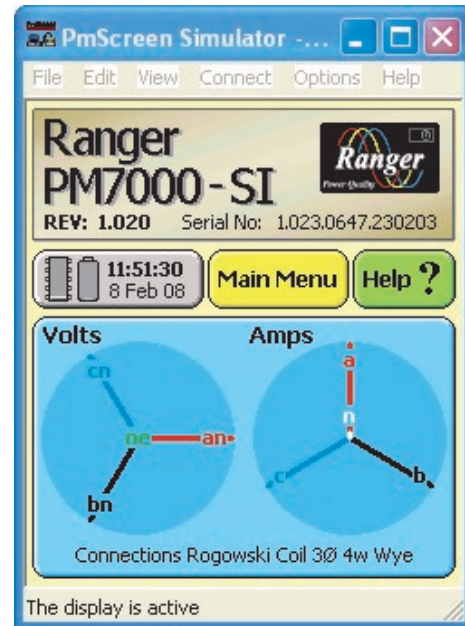 PmScreen Simulator -...
File Edit View Connect Options Help
Ranger
PM7000-SI
Ranger
Power Quality
REV: 1.020 Serial No: 1.023.0647.230203
11:51:30
8 Feb 08
Main Menu
Help ?
Volts
Amps
cn
ne
an
bn
a
n
c
b
Connections Rogowski Coil 3Ø 4w Wye
The display is active